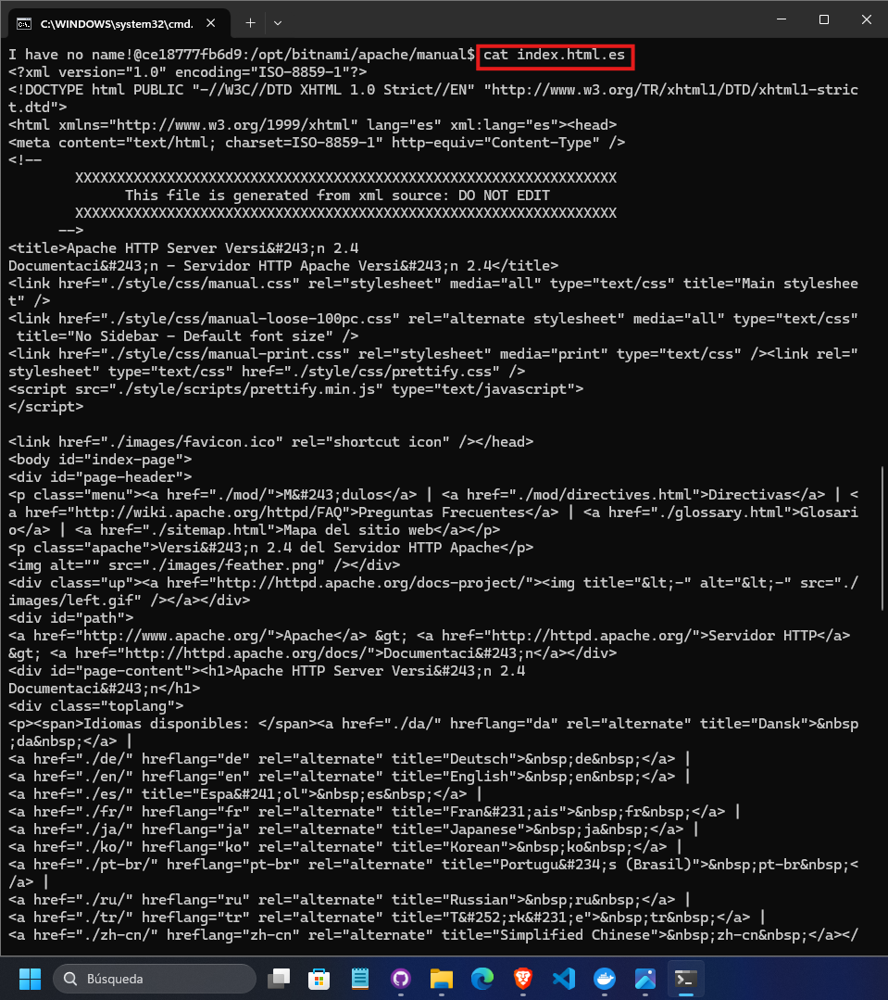 C:\WINDOWS\system32\cmd.
I have no name!@ce18777fb6d9:/opt/bitnami/apache/manual$ cat index.html.es
<?xml version="1.0" encoding="ISO-8859-1"?>
<!DOCTYPE html PUBLIC "-//W3C//DTD XHTML 1.0 Strict//EN" "http://www.w3.org/TR/xhtml1/DTD/xhtml1-stric
t.dtd">
<html xmlns="http://www.w3.org/1999/xhtml" lang="es" xml:lang="es"><head>
<meta content="text/html; charset=ISO-8859-1" http-equiv="Content-Type" />
<!--
        XXXXXXXXXXXXXXXXXXXXXXXXXXXXXXXXXXXXXXXXXXXXXXXXXXXXXXXXXXXXXXXXX
              This file is generated from xml source: DO NOT EDIT
        XXXXXXXXXXXXXXXXXXXXXXXXXXXXXXXXXXXXXXXXXXXXXXXXXXXXXXXXXXXXXXXXX
      -->
<title>Apache HTTP Server Versi&#243;n 2.4
Documentaci&#243;n - Servidor HTTP Apache Versi&#243;n 2.4</title>
<link href="./style/css/manual.css" rel="stylesheet" media="all" type="text/css" title="Main styleshee
t" />
<link href="./style/css/manual-loose-100pc.css" rel="alternate stylesheet" media="all" type="text/css"
 title="No Sidebar - Default font size" />
<link href="./style/css/manual-print.css" rel="stylesheet" media="print" type="text/css" /><link rel="
stylesheet" type="text/css" href="./style/css/prettify.css" />
<script src="./style/scripts/prettify.min.js" type="text/javascript">
</script>

<link href="./images/favicon.ico" rel="shortcut icon" /></head>
<body id="index-page">
<div id="page-header">
<p class="menu"><a href="./mod/">M&#243;dulos</a> | <a href="./mod/directives.html">Directivas</a> | <
a href="http://wiki.apache.org/httpd/FAQ">Preguntas Frecuentes</a> | <a href="./glossary.html">Glosari
o</a> | <a href="./sitemap.html">Mapa del sitio web</a></p>
<p class="apache">Versi&#243;n 2.4 del Servidor HTTP Apache</p>
<img alt="" src="./images/feather.png" /></div>
<div class="up"><a href="http://httpd.apache.org/docs-project/"><img title="&lt;-" alt="&lt;-" src="./
images/left.gif" /></a></div>
<div id="path">
<a href="http://www.apache.org/">Apache</a> &gt; <a href="http://httpd.apache.org/">Servidor HTTP</a> 
&gt; <a href="http://httpd.apache.org/docs/">Documentaci&#243;n</a></div>
<div id="page-content"><h1>Apache HTTP Server Versi&#243;n 2.4
Documentaci&#243;n</h1>
<div class="toplang">
<p><span>Idiomas disponibles: </span><a href="./da/" hreflang="da" rel="alternate" title="Dansk">&nbsp
;da&nbsp;</a> |
<a href="./de/" hreflang="de" rel="alternate" title="Deutsch">&nbsp;de&nbsp;</a> |
<a href="./en/" hreflang="en" rel="alternate" title="English">&nbsp;en&nbsp;</a> |
<a href="./es/" title="Espa&#241;ol">&nbsp;es&nbsp;</a> |
<a href="./fr/" hreflang="fr" rel="alternate" title="Fran&#231;ais">&nbsp;fr&nbsp;</a> |
<a href="./ja/" hreflang="ja" rel="alternate" title="Japanese">&nbsp;ja&nbsp;</a> |
<a href="./ko/" hreflang="ko" rel="alternate" title="Korean">&nbsp;ko&nbsp;</a> |
<a href="./pt-br/" hreflang="pt-br" rel="alternate" title="Portugu&#234;s (Brasil)">&nbsp;pt-br&nbsp;<
/a> |
<a href="./ru/" hreflang="ru" rel="alternate" title="Russian">&nbsp;ru&nbsp;</a> |
<a href="./tr/" hreflang="tr" rel="alternate" title="T&#252;rk&#231;e">&nbsp;tr&nbsp;</a> |
<a href="./zh-cn/" hreflang="zh-cn" rel="alternate" title="Simplified Chinese">&nbsp;zh-cn&nbsp;</a></
Búsqueda